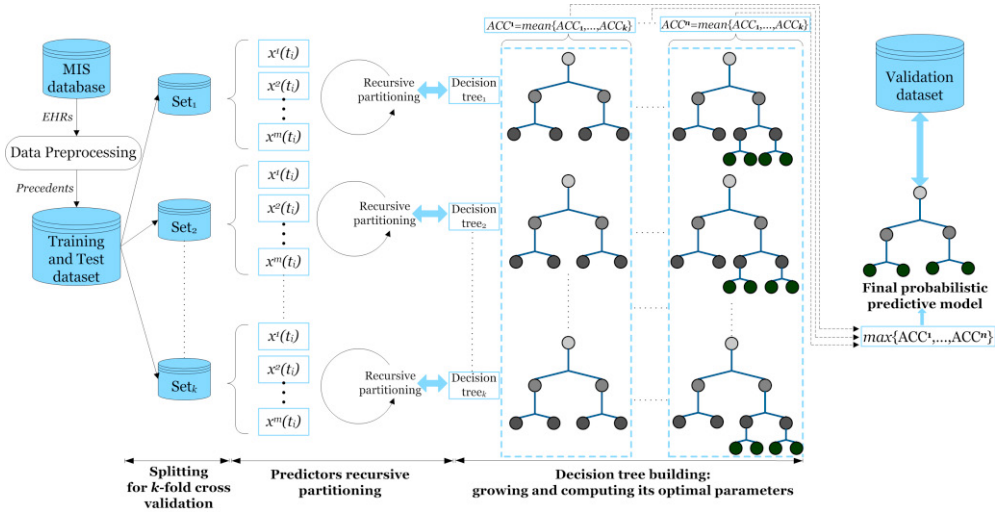 MIS
database
EHRs
Data Preprocessing
Precedents
Training
and Test
dataset
Set₁
Set₂
Setₖ
x¹(tᵢ)
x²(tᵢ)
xᵐ(tᵢ)
x¹(tᵢ)
x²(tᵢ)
xᵐ(tᵢ)
x¹(tᵢ)
x²(tᵢ)
xᵐ(tᵢ)
Recursive
partitioning
Recursive
partitioning
Recursive
partitioning
Decision
tree₁
Decision
tree₂
Decision
treeₖ
ACC¹=mean{ACC₁,...,ACCₖ}
ACCⁿ=mean{ACC₁,...,ACCₖ}
Validation
dataset
Final probabilistic
predictive model
max{ACC¹,...,ACCⁿ}
Splitting
for k-fold cross
validation
Predictors recursive
partitioning
Decision tree building:
growing and computing its optimal parameters